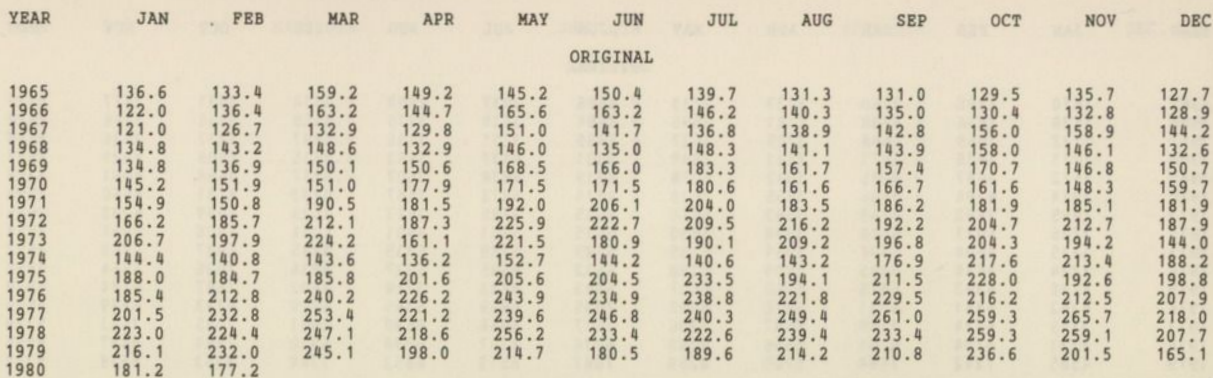 YEAR JAN FEB MAR APR MAY JUN JUL AUG SEP OCT NOV DEC
ORIGINAL
1965 136.6 133.4 159.2 149.2 145.2 150.4 139.7 131.3 131.0 129.5 135.7 127.7
1966 122.0 136.4 163.2 144.7 165.6 163.2 146.2 140.3 135.0 130.4 132.8 128.9
1967 121.0 126.7 132.9 129.8 151.0 141.7 136.8 138.9 142.8 156.0 158.9 144.2
1968 134.8 143.2 148.6 132.9 146.0 135.0 148.3 141.1 143.9 158.0 146.1 132.6
1969 134.8 136.9 150.1 150.6 168.5 166.0 183.3 161.7 157.4 170.7 146.8 150.7
1970 145.2 151.9 151.0 177.9 171.5 171.5 180.6 161.6 166.7 161.6 148.3 159.7
1971 154.9 150.8 190.5 181.5 192.0 206.1 204.0 183.5 186.2 181.9 185.1 181.9
1972 166.2 185.7 212.1 187.3 225.9 222.7 209.5 216.2 192.2 204.7 212.7 187.9
1973 206.7 197.9 224.2 161.1 221.5 180.9 190.1 209.2 196.8 204.3 194.2 144.0
1974 144.4 140.8 143.6 136.2 152.7 144.2 140.6 143.2 176.9 217.6 213.4 188.2
1975 188.0 184.7 185.8 201.6 205.6 204.5 233.5 194.1 211.5 228.0 192.6 198.8
1976 185.4 212.8 240.2 226.2 243.9 234.9 238.8 221.8 229.5 216.2 212.5 207.9
1977 201.5 232.8 253.4 221.2 239.6 246.8 240.3 249.4 261.0 259.3 265.7 218.0
1978 223.0 224.4 247.1 218.6 256.2 233.4 222.6 239.4 233.4 259.3 259.1 207.7
1979 216.1 232.0 245.1 198.0 214.7 180.5 189.6 214.2 210.8 236.6 201.5 165.1
1980 181.2 177.2